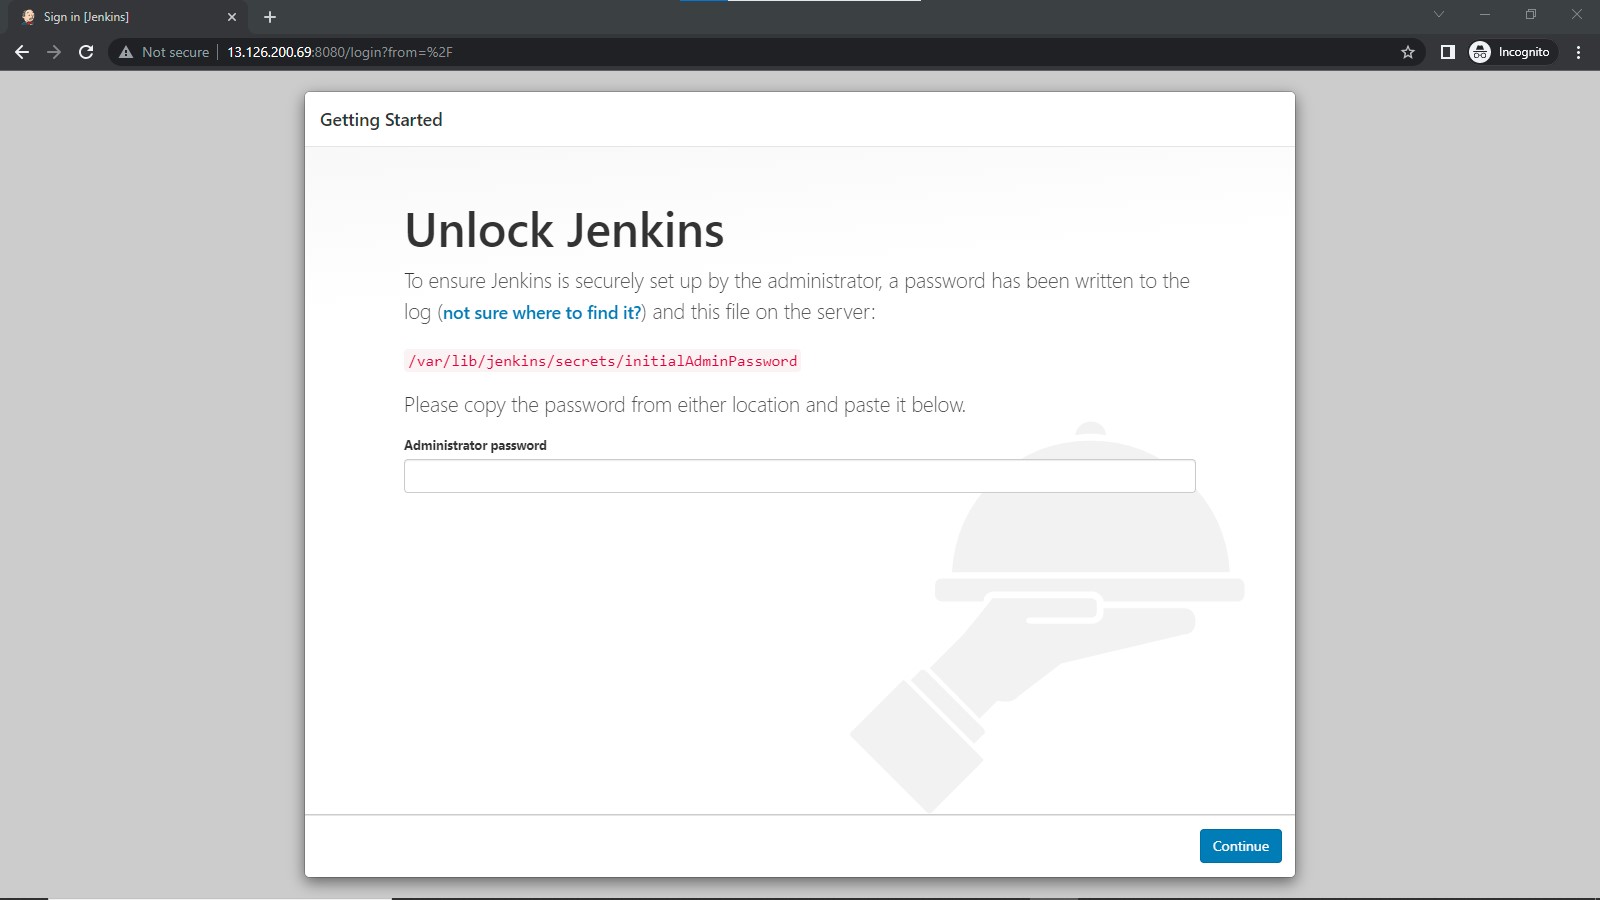 Sign in [Jenkins]
Not secure
13.126.200.69:8080/login?from=%2F
Incognito
Getting Started
Unlock Jenkins
To ensure Jenkins is securely set up by the administrator, a password has been written to the
log (not sure where to find it?) and this file on the server:
/var/lib/jenkins/secrets/initialAdminPassword
Please copy the password from either location and paste it below.
Administrator password
Continue